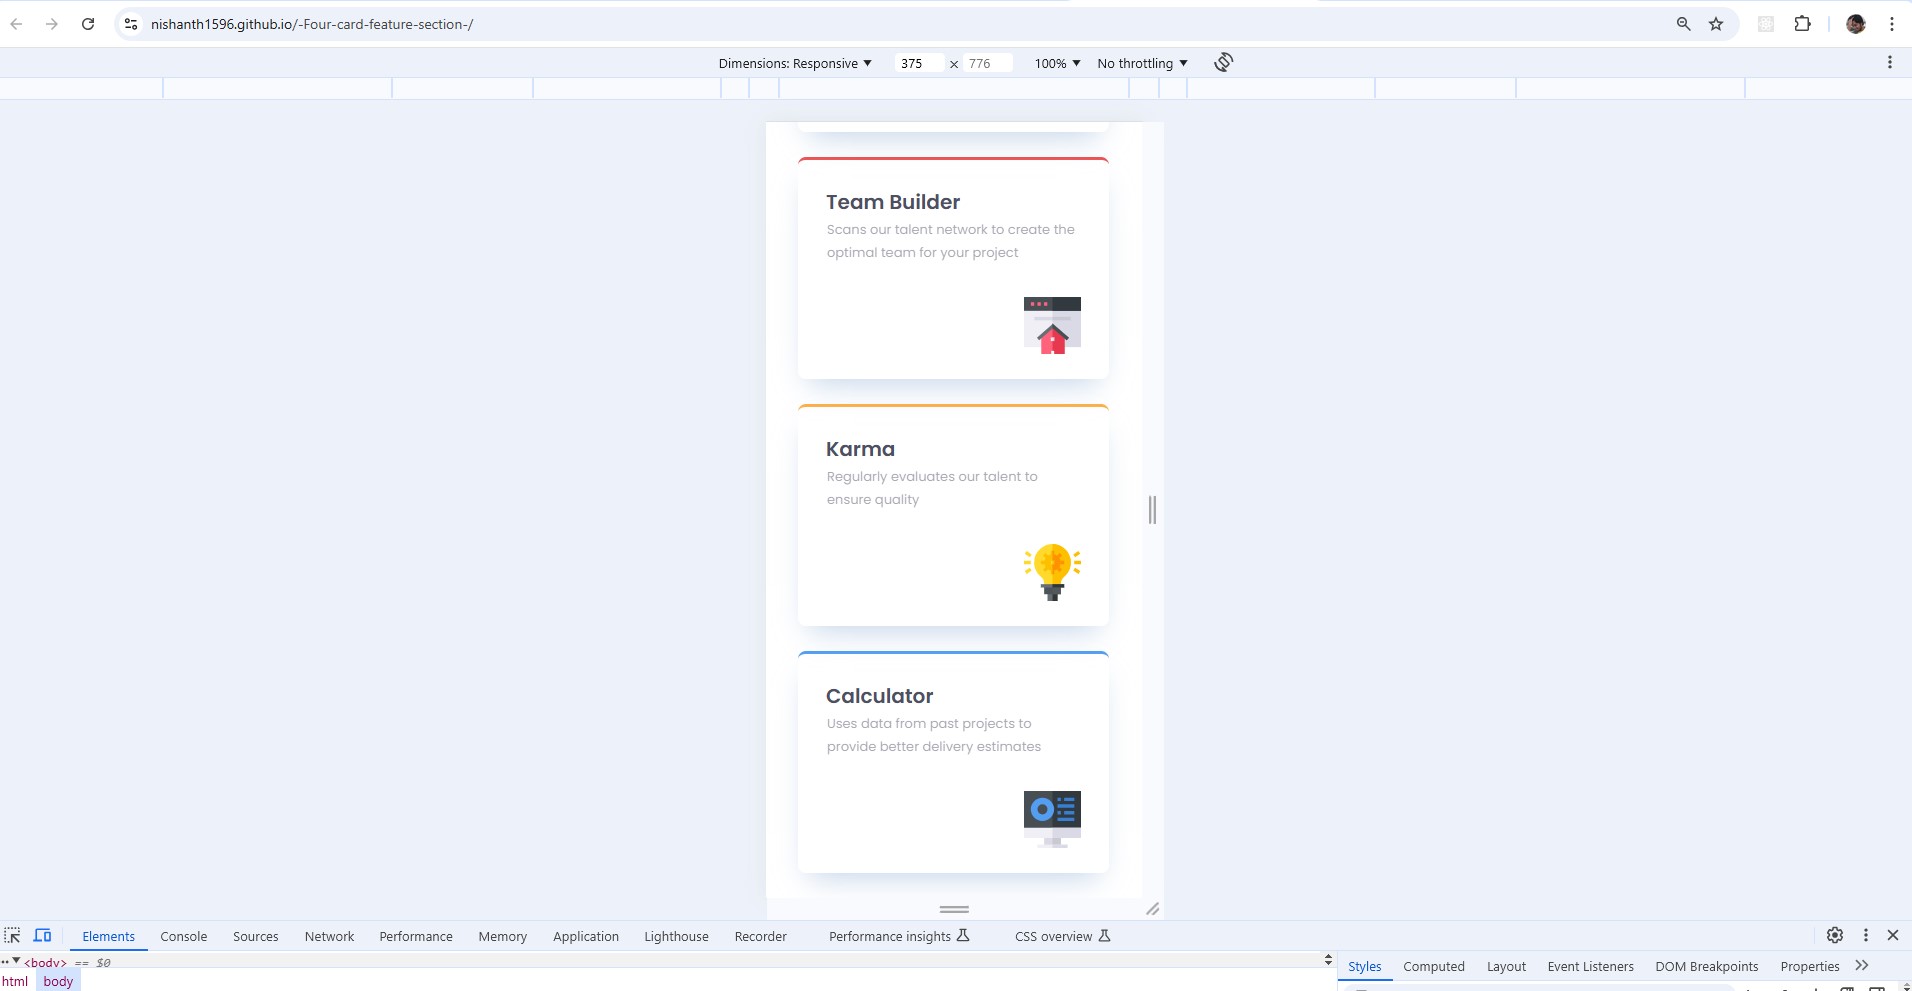 nishanth1596.github.io/-Four-card-feature-section-/
Dimensions: Responsive 375 × 776 100% No throttling
Team Builder
Scans our talent network to create the
optimal team for your project
Karma
Regularly evaluates our talent to
ensure quality
Calculator
Uses data from past projects to
provide better delivery estimates
Elements Console Sources Network Performance Memory Application Lighthouse Recorder Performance insights CSS overview
<body> == $0
html body
Styles Computed Layout Event Listeners DOM Breakpoints Properties